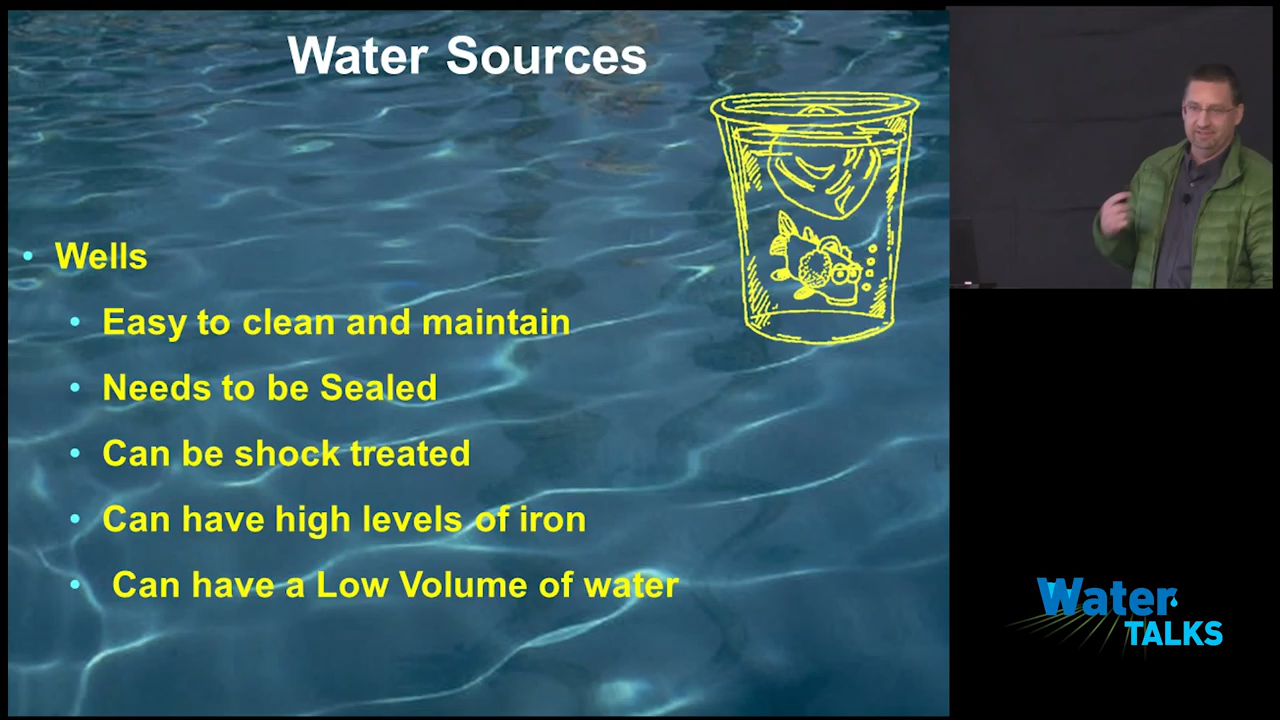 Water Sources
• Wells
• Easy to clean and maintain
• Needs to be Sealed
• Can be shock treated
• Can have high levels of iron
• Can have a Low Volume of water
Water
TALKS